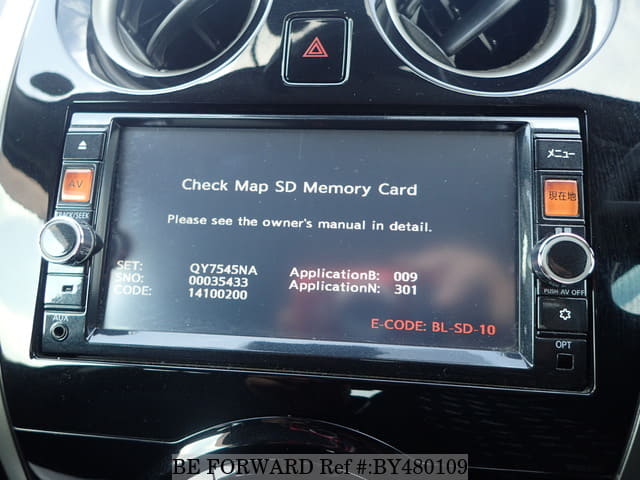 Check Map SD Memory Card
Please see the owner's manual in detail.
SET: QY7545NA ApplicationB: 009
SNO: 00035433 ApplicationN: 301
CODE: 14100200
E-CODE: BL-SD-10
AV
TRACK/SEEK
AUX
メニュー
現在地
PUSH AV OFF
OPT
BE FORWARD Ref #:BY480109